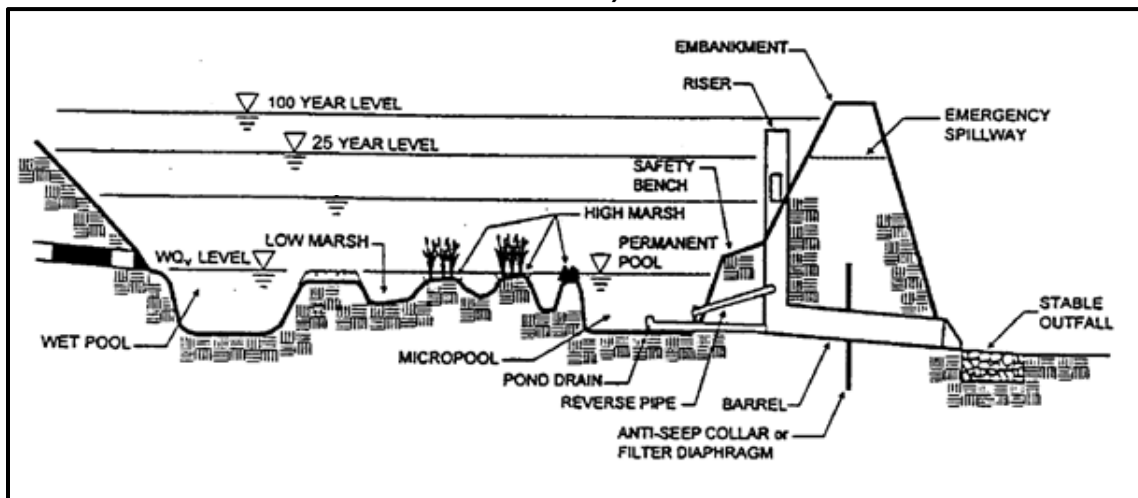 EMBANKMENT
RISER
100 YEAR LEVEL
EMERGENCY
SPILLWAY
25 YEAR LEVEL
SAFETY
BENCH
HIGH MARSH
LOW MARSH
PERMANENT
POOL
WQv LEVEL
STABLE
OUTFALL
WET POOL
MICROPOOL
POND DRAIN
REVERSE PIPE
BARREL
ANTI-SEEP COLLAR or
FILTER DIAPHRAGM